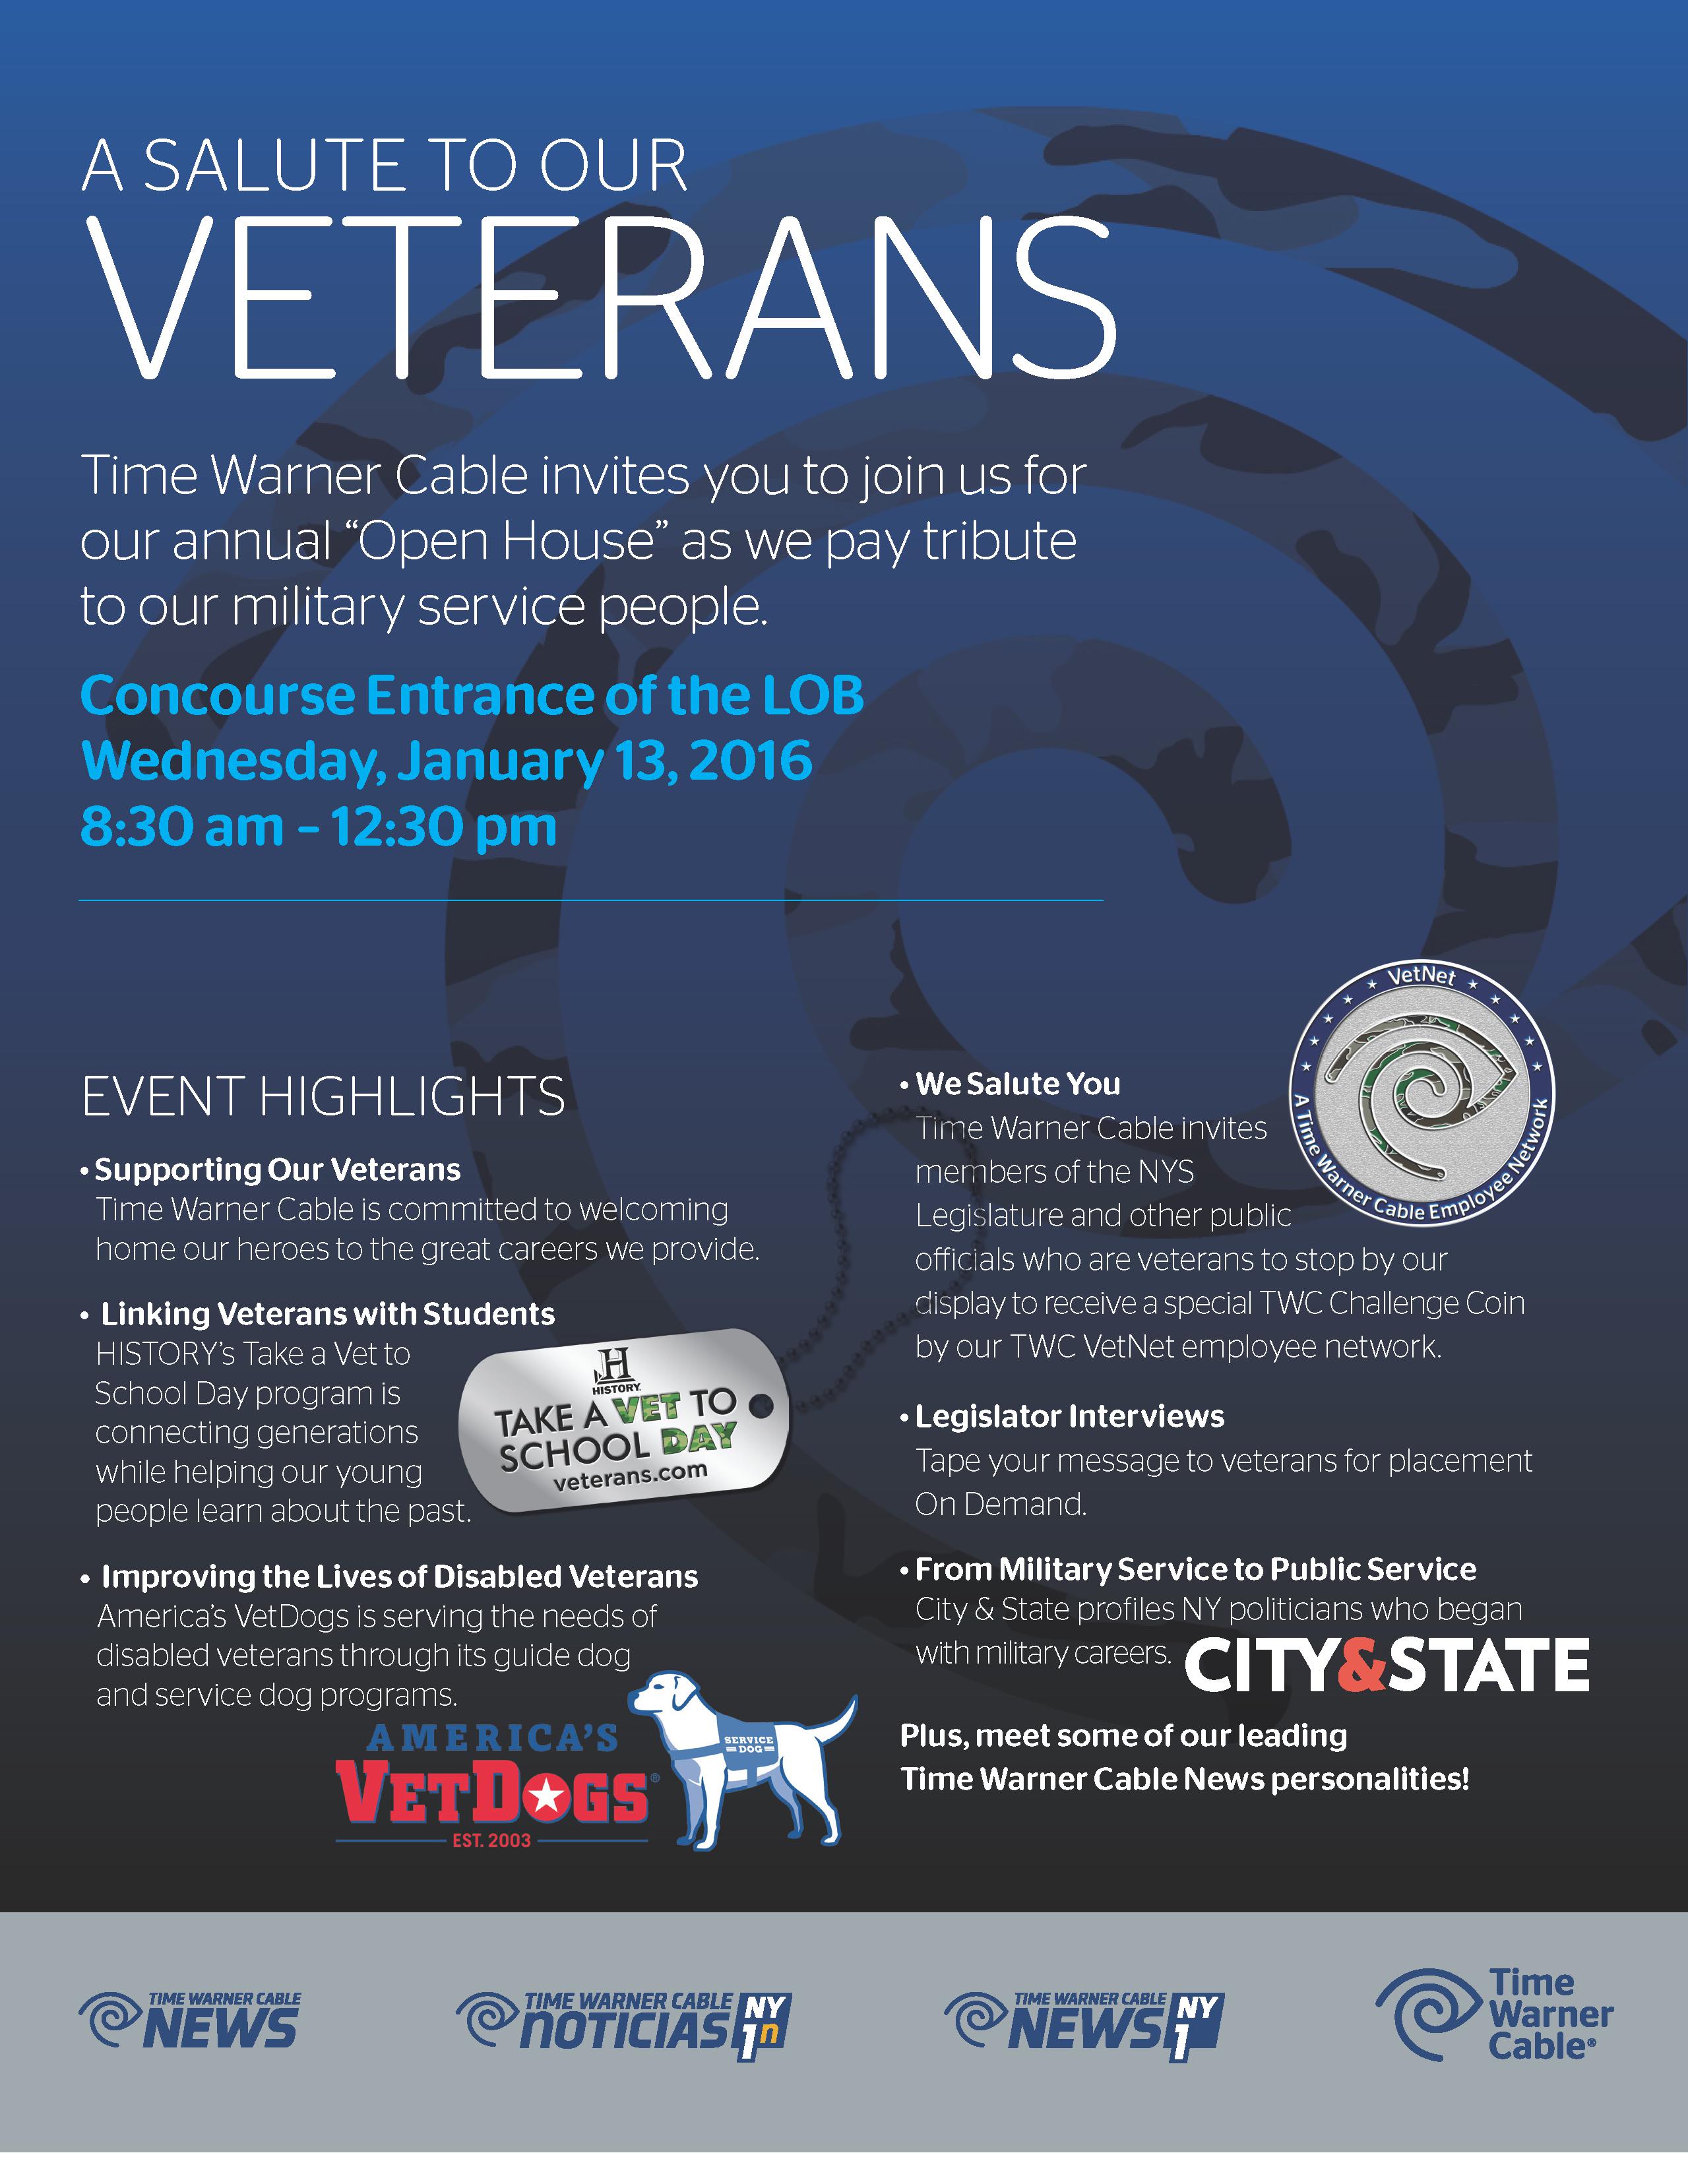 A SALUTE TO OUR
VETERANS
Time Warner Cable invites you to join us for
our annual “Open House” as we pay tribute
to our military service people.
Concourse Entrance of the LOB
Wednesday, January 13, 2016
8:30 am – 12:30 pm
EVENT HIGHLIGHTS
• Supporting Our Veterans
Time Warner Cable is committed to welcoming
home our heroes to the great careers we provide.
• Linking Veterans with Students
HISTORY’s Take a Vet to
School Day program is
connecting generations
while helping our young
people learn about the past.
H
HISTORY
TAKE A VET TO
SCHOOL DAY
veterans.com
• Improving the Lives of Disabled Veterans
America’s VetDogs is serving the needs of
disabled veterans through its guide dog
and service dog programs.
AMERICA’S
VETDOGS®
EST. 2003
SERVICE
DOG
VetNet
A Time Warner Cable Employee Network
• We Salute You
Time Warner Cable invites
members of the NYS
Legislature and other public
officials who are veterans to stop by our
display to receive a special TWC Challenge Coin
by our TWC VetNet employee network.
• Legislator Interviews
Tape your message to veterans for placement
On Demand.
• From Military Service to Public Service
City & State profiles NY politicians who began
with military careers.
CITY&STATE
Plus, meet some of our leading
Time Warner Cable News personalities!
TIME WARNER CABLE
NEWS
TIME WARNER CABLE
NOTICIAS
NY
1n
TIME WARNER CABLE
NEWS
NY
1
Time
Warner
Cable®